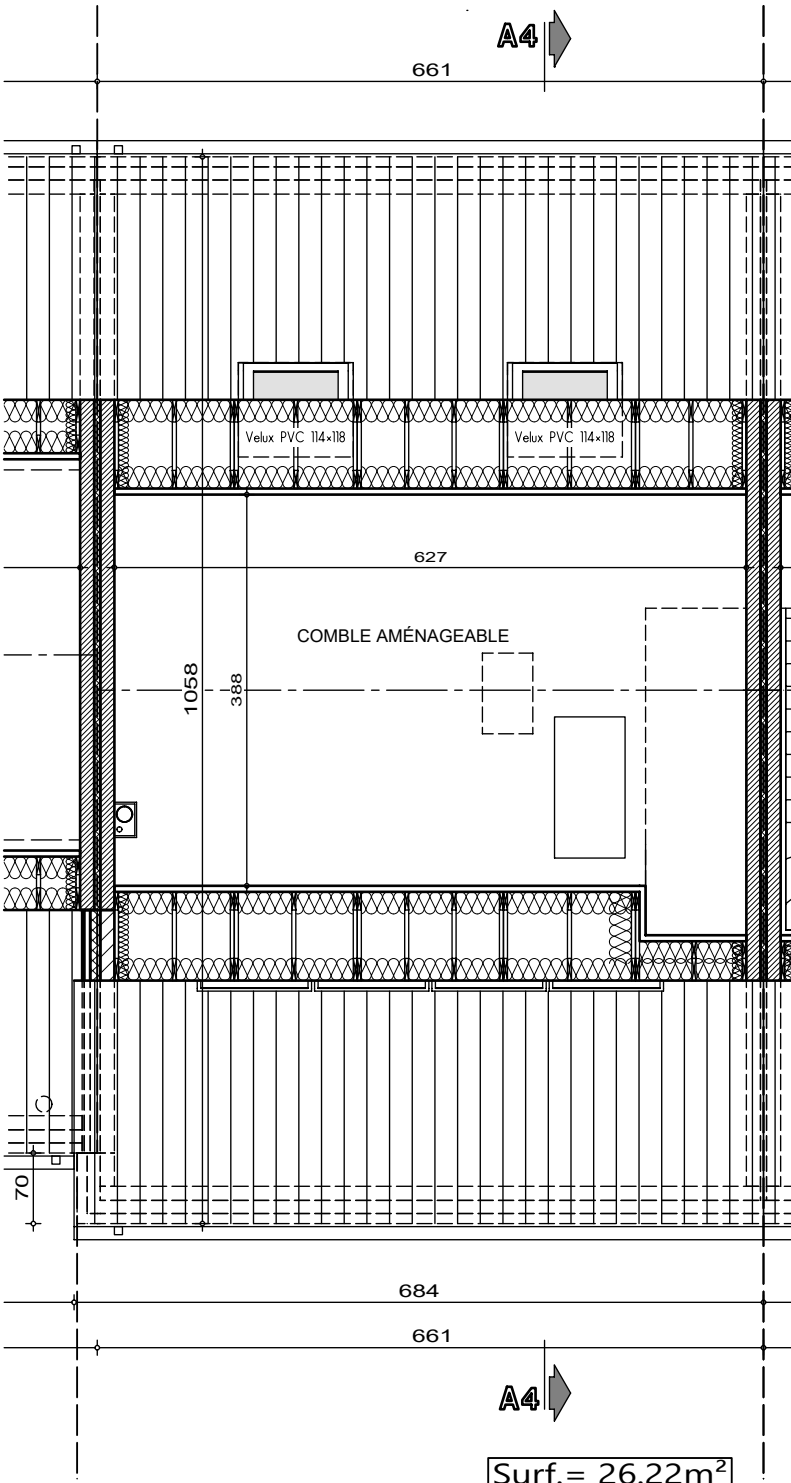 A4
661
Velux PVC 114×118
Velux PVC 114×118
627
COMBLE AMÉNAGEABLE
1058
388
70
684
661
A4
Surf.= 26.22m²